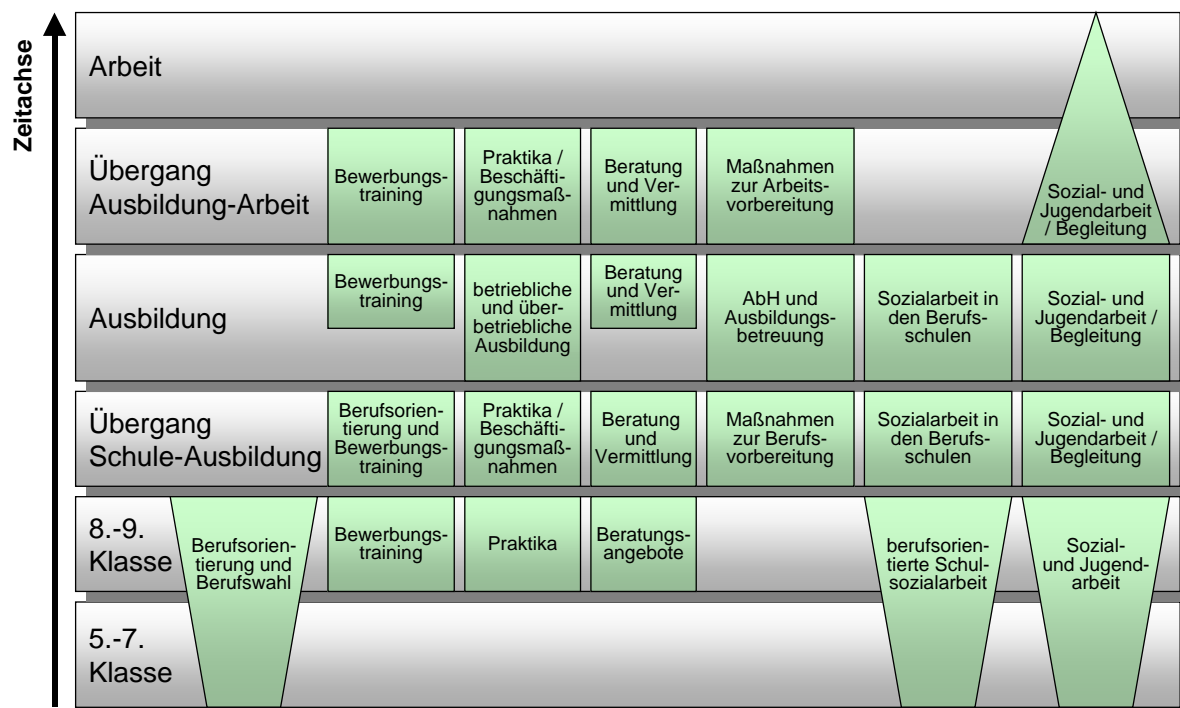 Zeitachse
Arbeit
Übergang
Ausbildung-Arbeit
Bewerbungs-
training
Praktika /
Beschäfti-
gungsmaß-
nahmen
Beratung
und Ver-
mittlung
Maßnahmen
zur Arbeits-
vorbereitung
Sozial- und
Jugendarbeit
/ Begleitung
Ausbildung
Bewerbungs-
training
betriebliche
und über-
betriebliche
Ausbildung
Beratung
und Ver-
mittlung
AbH und
Ausbildungs-
betreuung
Sozialarbeit in
den Berufs-
schulen
Sozial- und
Jugendarbeit /
Begleitung
Übergang
Schule-Ausbildung
Berufsorien-
tierung und
Bewerbungs-
training
Praktika /
Beschäfti-
gungsmaß-
nahmen
Beratung
und
Vermittlung
Maßnahmen
zur Berufs-
vorbereitung
Sozialarbeit in
den Berufs-
schulen
Sozial- und
Jugendarbeit /
Begleitung
8.-9.
Klasse
Berufsorien-
tierung und
Berufswahl
Bewerbungs-
training
Praktika
Beratungs-
angebote
berufsorien-
tierte Schul-
sozialarbeit
Sozial-
und Jugend-
arbeit
5.-7.
Klasse